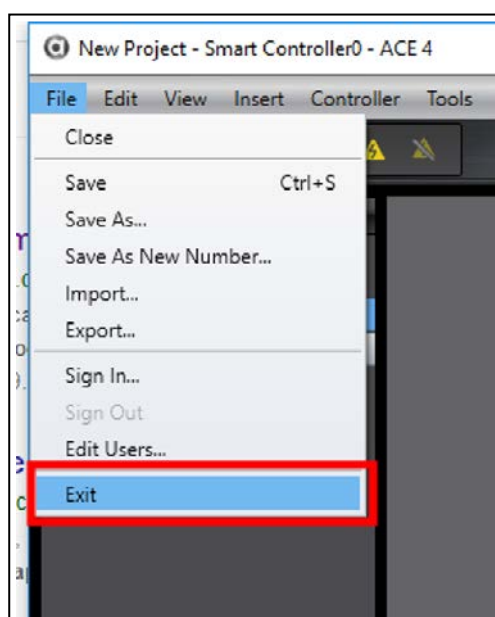 New Project - Smart Controller0 - ACE 4
File Edit View Insert Controller Tools
Close
Save Ctrl+S
Save As...
Save As New Number...
Import...
Export...
Sign In...
Sign Out
Edit Users...
Exit